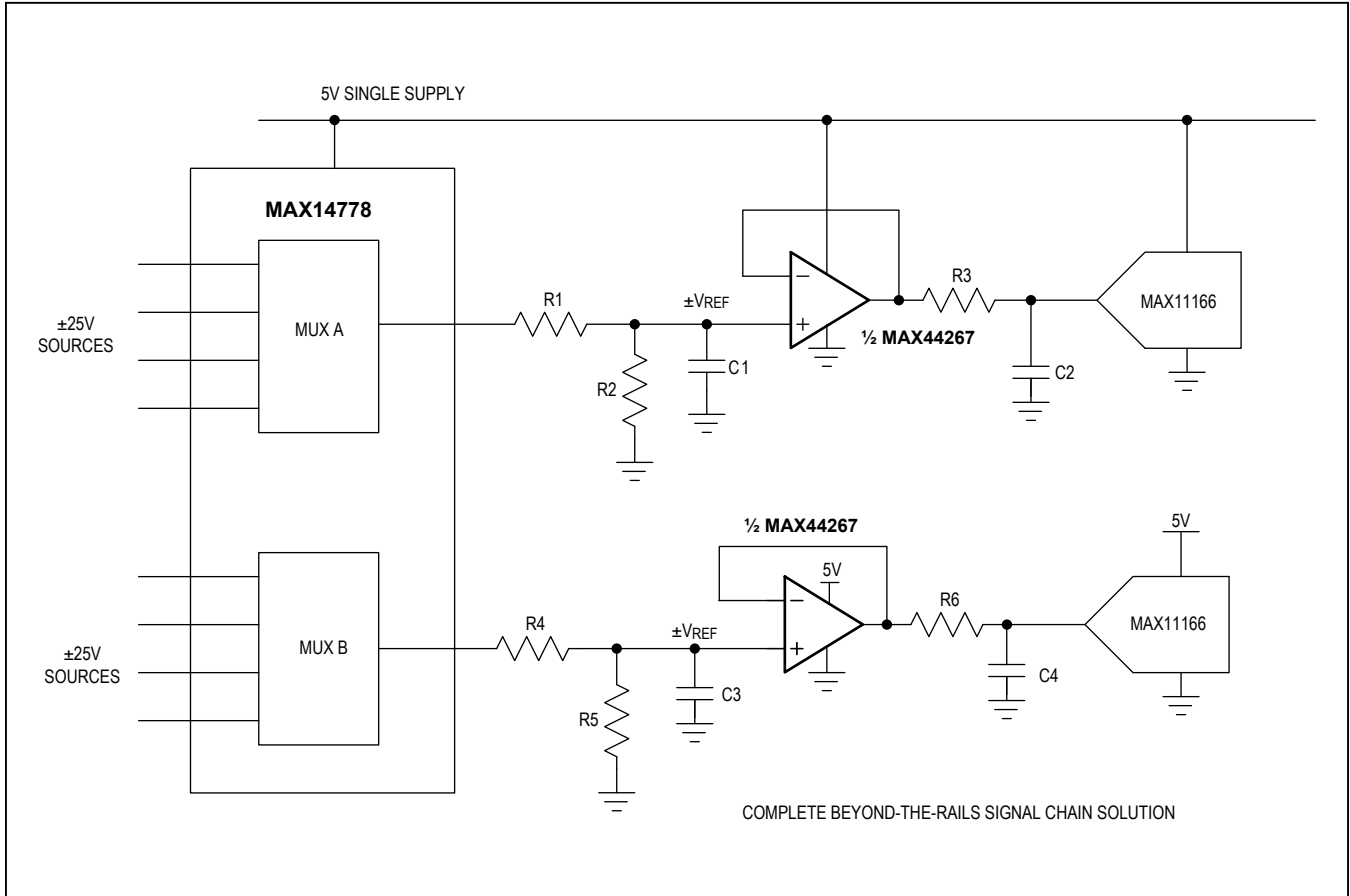 5V SINGLE SUPPLY
MAX14778
MUX A
±25V
SOURCES
R1
±VREF
R2
C1
−
+
½ MAX44267
R3
C2
MAX11166
MUX B
±25V
SOURCES
R4
±VREF
R5
C3
½ MAX44267
5V
−
+
R6
C4
5V
MAX11166
COMPLETE BEYOND-THE-RAILS SIGNAL CHAIN SOLUTION